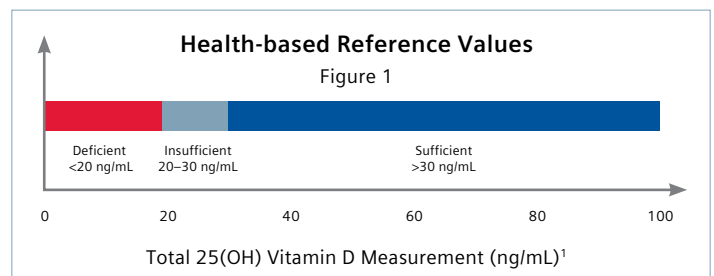 Health-based Reference Values
Figure 1
Deficient
<20 ng/mL
Insufficient
20–30 ng/mL
Sufficient
>30 ng/mL
0 20 40 60 80 100
Total 25(OH) Vitamin D Measurement (ng/mL)¹